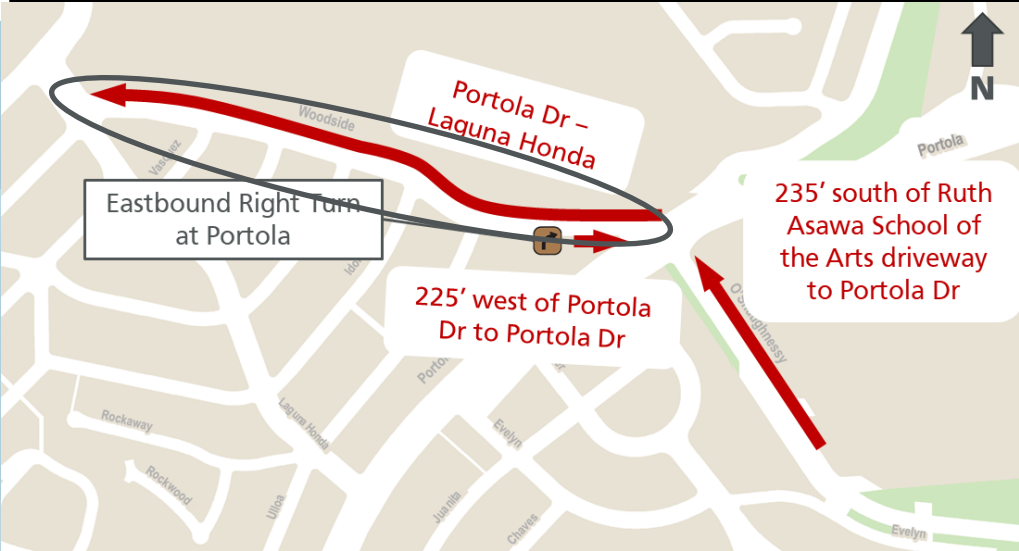 N
Portola Dr –
Laguna Honda
Woodside
Portola
Vasquez
235’ south of Ruth
Asawa School of
the Arts driveway
to Portola Dr
Eastbound Right Turn
at Portola
225’ west of Portola
Dr to Portola Dr
Rockaway
Laguna Honda
Evelyn
Rockwood
Ulloa
Juanita
Chaves
Evelyn